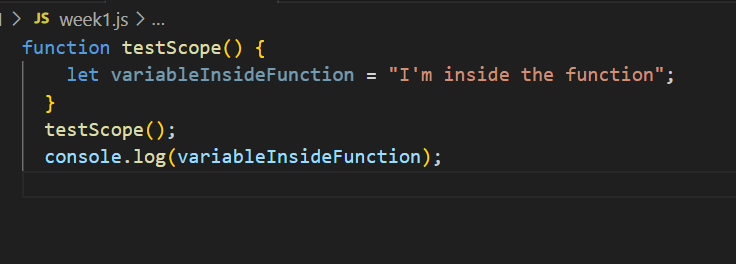 JS week1.js > ...
function testScope() {
let variableInsideFunction = "I'm inside the function";
}
testScope();
console.log(variableInsideFunction);